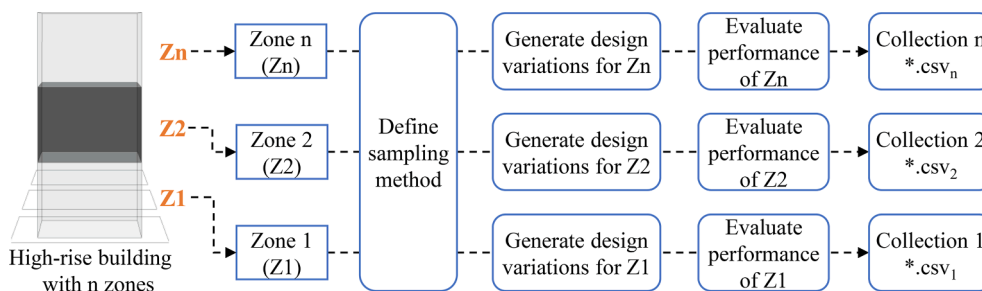 Zn
Zone n
(Zn)
Generate design
variations for Zn
Evaluate
performance
of Zn
Collection n
*.csvₙ
Z2
Zone 2
(Z2)
Define
sampling
method
Generate design
variations for Z2
Evaluate
performance
of Z2
Collection 2
*.csv₂
Z1
Zone 1
(Z1)
Generate design
variations for Z1
Evaluate
performance
of Z1
Collection 1
*.csv₁
High-rise building
with n zones